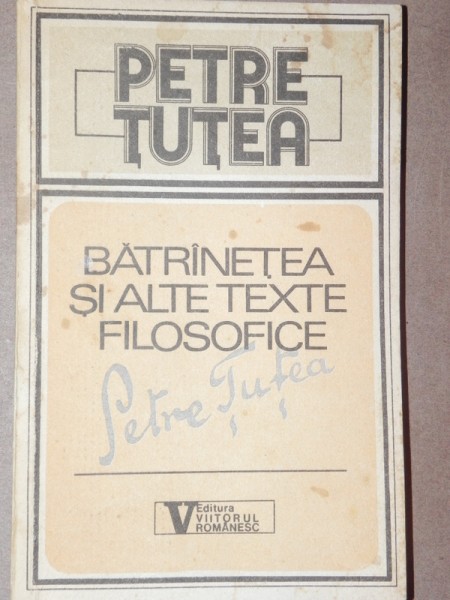 PETRE
ȚUȚEA
BĂTRÎNEȚEA
ȘI ALTE TEXTE
FILOSOFICE
Petre Țuțea
V Editura
VIITORUL
ROMÂNESC